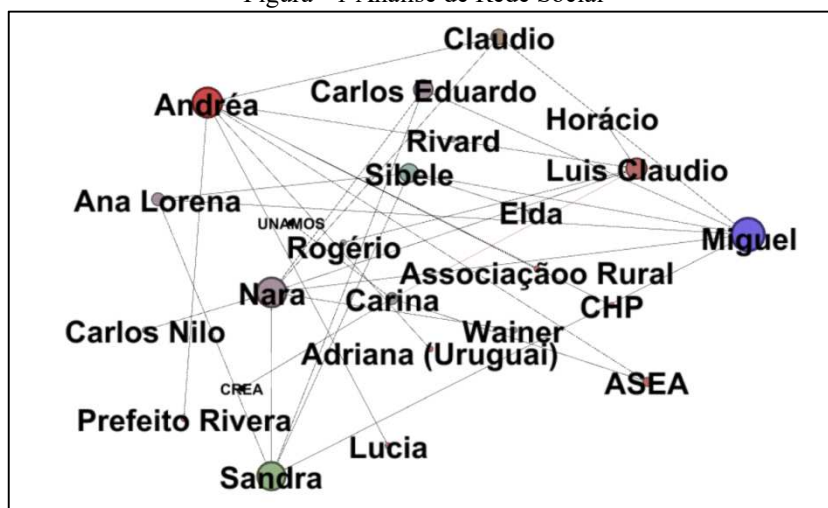 Figura 1 Análise de Rede Social
Claudio
Andréa
Carlos Eduardo
Horácio
Rivard
Sibele
Luis Claudio
Ana Lorena
Elda
UNAMOS
Rogério
Miguel
Associaçãoo Rural
Nara
Carina
CHP
Carlos Nilo
Wainer
Adriana (Uruguai)
CREA
ASEA
Prefeito Rivera
Lucia
Sandra